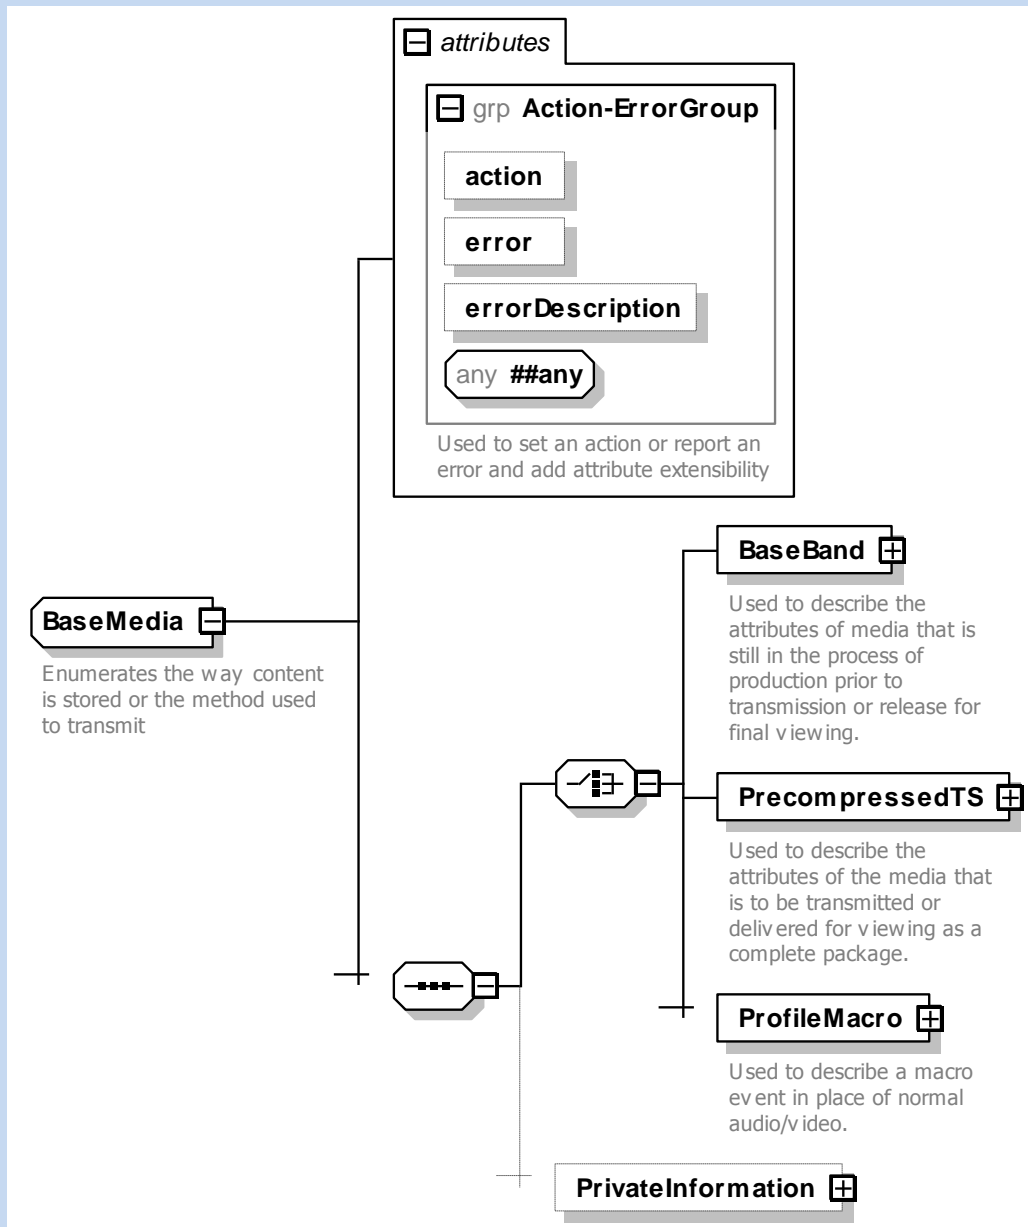 attributes
grp Action-ErrorGroup
action
error
errorDescription
any ##any
Used to set an action or report an
error and add attribute extensibility
BaseMedia
Enumerates the way content
is stored or the method used
to transmit
BaseBand
Used to describe the
attributes of media that is
still in the process of
production prior to
transmission or release for
final viewing.
PrecompressedTS
Used to describe the
attributes of the media that
is to be transmitted or
delivered for viewing as a
complete package.
ProfileMacro
Used to describe a macro
event in place of normal
audio/video.
PrivateInformation